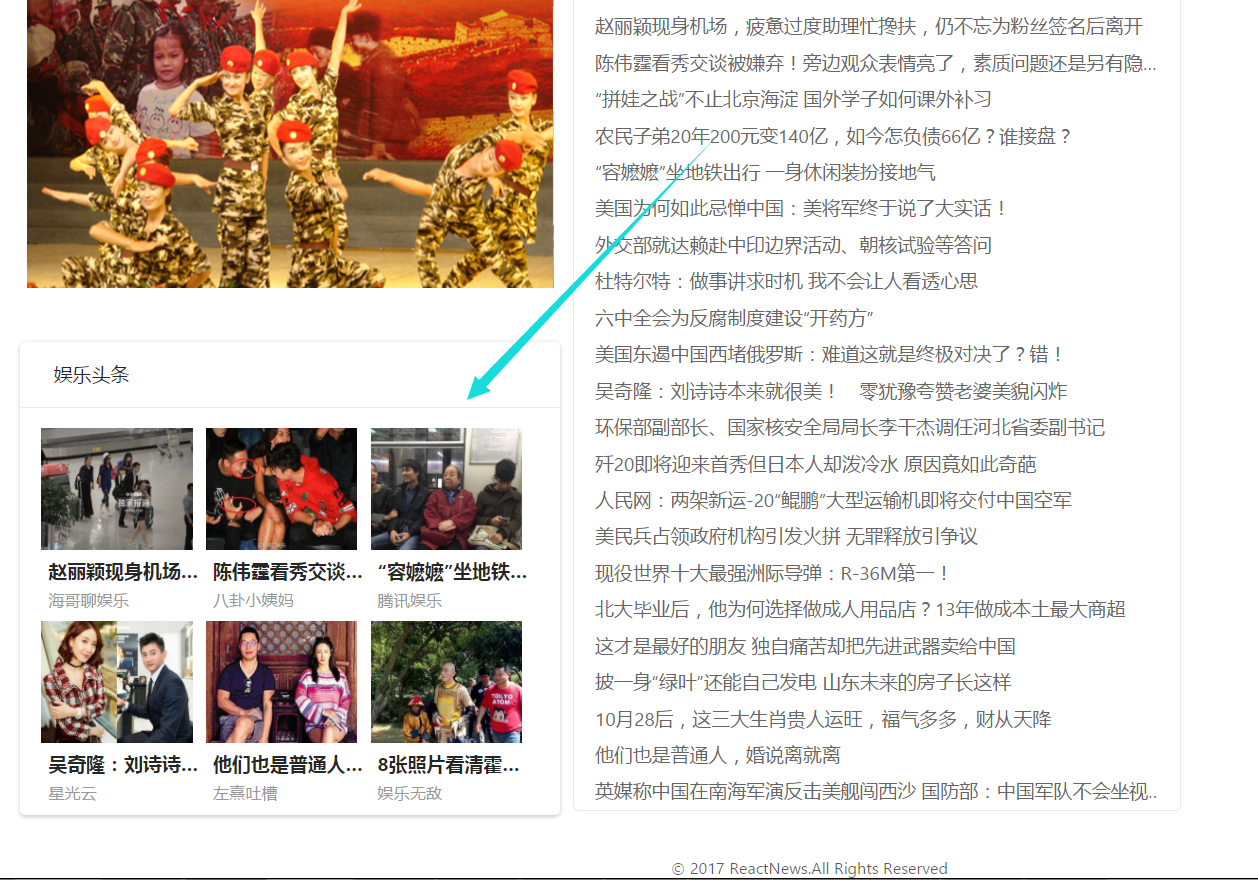 娱乐头条
赵丽颖现身机场...
海哥聊娱乐
陈伟霆看秀交谈...
八卦小姨妈
“容嬷嬷”坐地铁...
腾讯娱乐
吴奇隆：刘诗诗...
星光云
他们也是普通人...
左熹吐槽
8张照片看清霍...
娱乐无敌
赵丽颖现身机场，疲惫过度助理忙搀扶，仍不忘为粉丝签名后离开
陈伟霆看秀交谈被嫌弃！旁边观众表情亮了，素质问题还是另有隐...
“拼娃之战”不止北京海淀 国外学子如何课外补习
农民子弟20年200元变140亿，如今怎负债66亿？谁接盘？
“容嬷嬷”坐地铁出行 一身休闲装扮接地气
美国为何如此忌惮中国：美将军终于说了大实话！
外交部就达赖赴中印边界活动、朝核试验等答问
杜特尔特：做事讲求时机 我不会让人看透心思
六中全会为反腐制度建设“开药方”
美国东遏中国西堵俄罗斯：难道这就是终极对决了？错！
吴奇隆：刘诗诗本来就很美！　零犹豫夸赞老婆美貌闪炸
环保部副部长、国家核安全局局长李干杰调任河北省委副书记
歼20即将迎来首秀但日本人却泼冷水 原因竟如此奇葩
人民网：两架新运-20“鲲鹏”大型运输机即将交付中国空军
美民兵占领政府机构引发火拼 无罪释放引争议
现役世界十大最强洲际导弹：R-36M第一！
北大毕业后，他为何选择做成人用品店？13年做成本土最大商超
这才是最好的朋友 独自痛苦却把先进武器卖给中国
披一身“绿叶”还能自己发电 山东未来的房子长这样
10月28后，这三大生肖贵人运旺，福气多多，财从天降
他们也是普通人，婚说离就离
英媒称中国在南海军演反击美舰闯西沙 国防部：中国军队不会坐视..
© 2017 ReactNews.All Rights Reserved